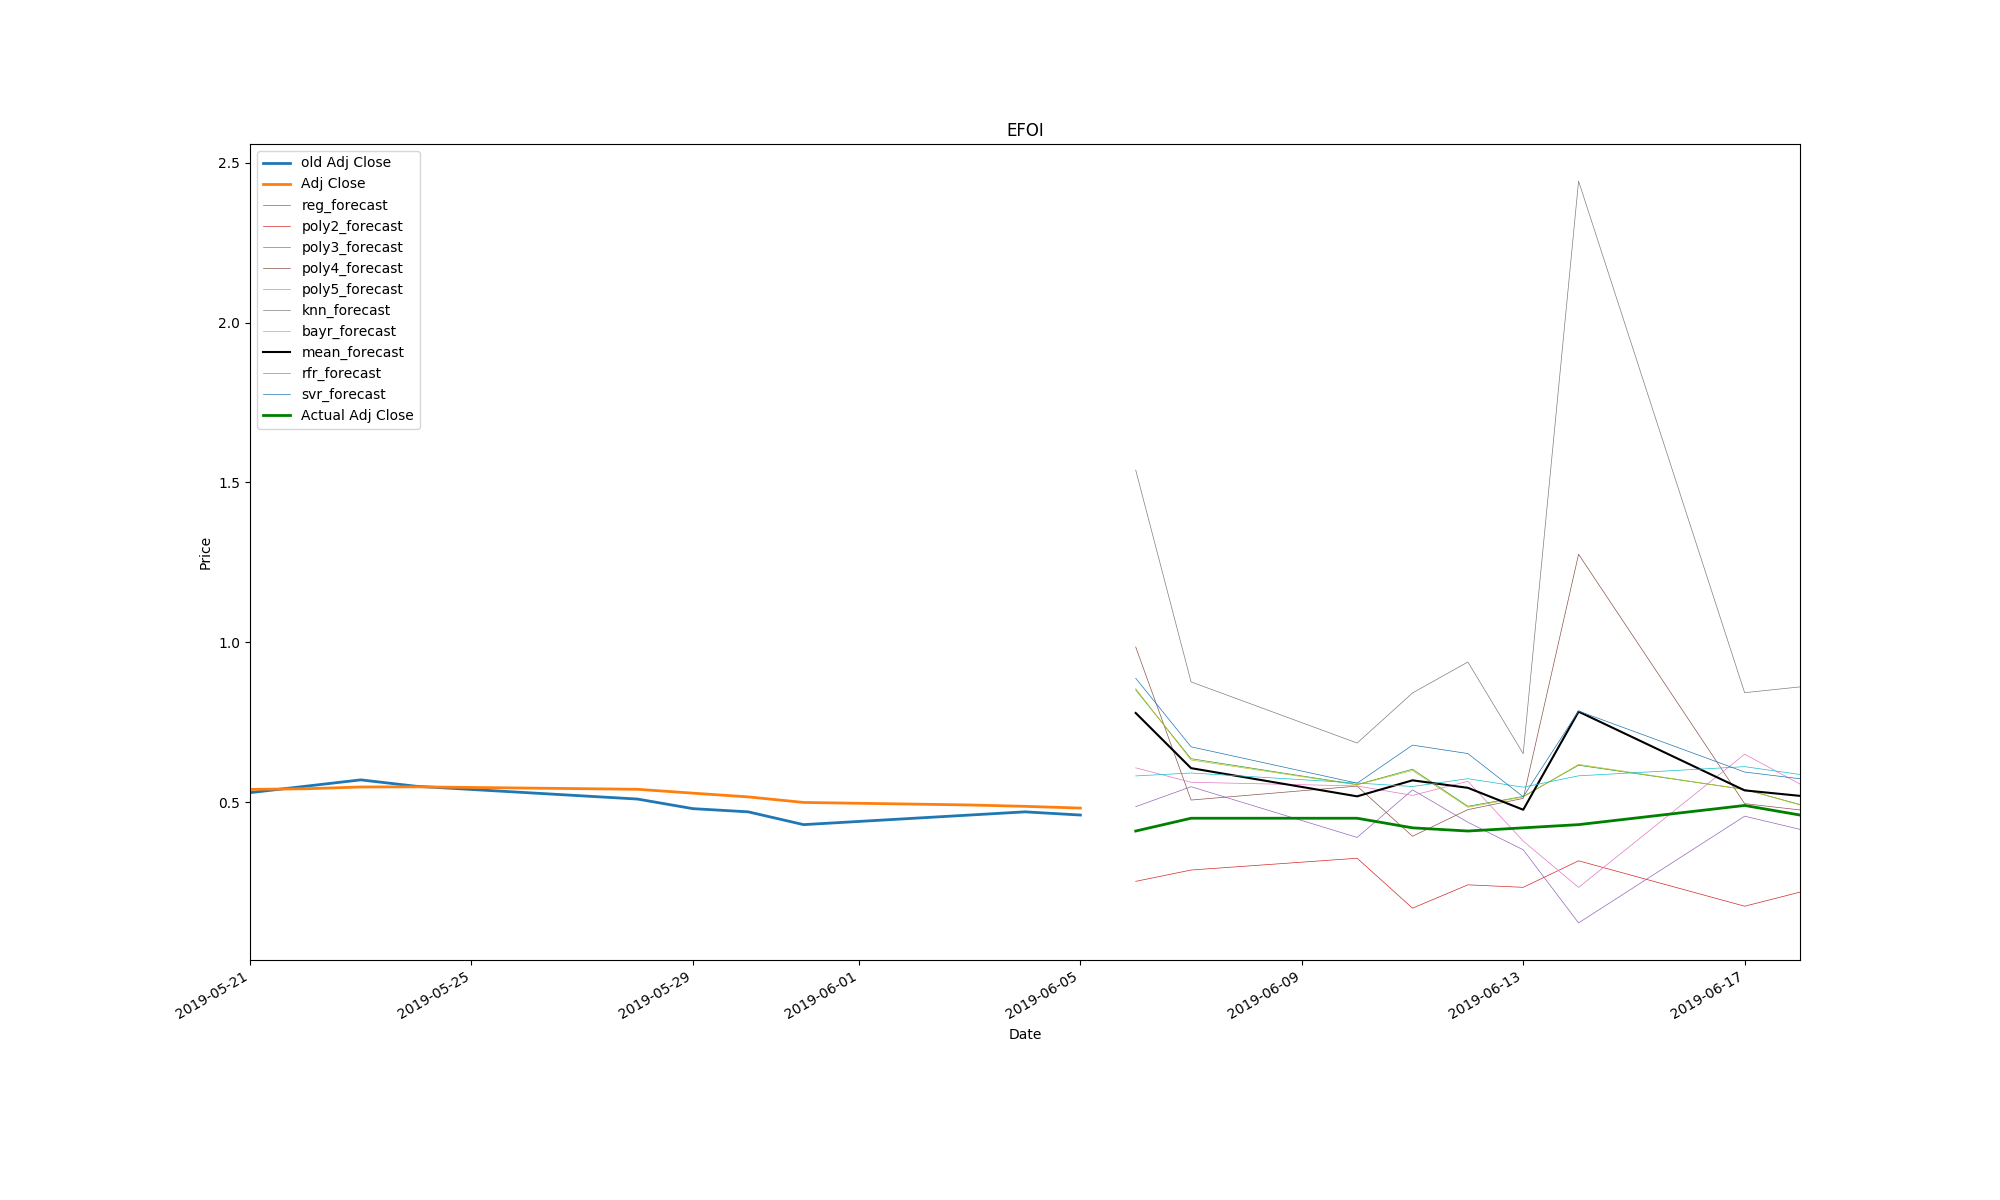 EFOI
2.5
2.0
1.5
1.0
0.5
Price
old Adj Close
Adj Close
reg_forecast
poly2_forecast
poly3_forecast
poly4_forecast
poly5_forecast
knn_forecast
bayr_forecast
mean_forecast
rfr_forecast
svr_forecast
Actual Adj Close
2019-05-21
2019-05-25
2019-05-29
2019-06-01
2019-06-05
2019-06-09
2019-06-13
2019-06-17
Date